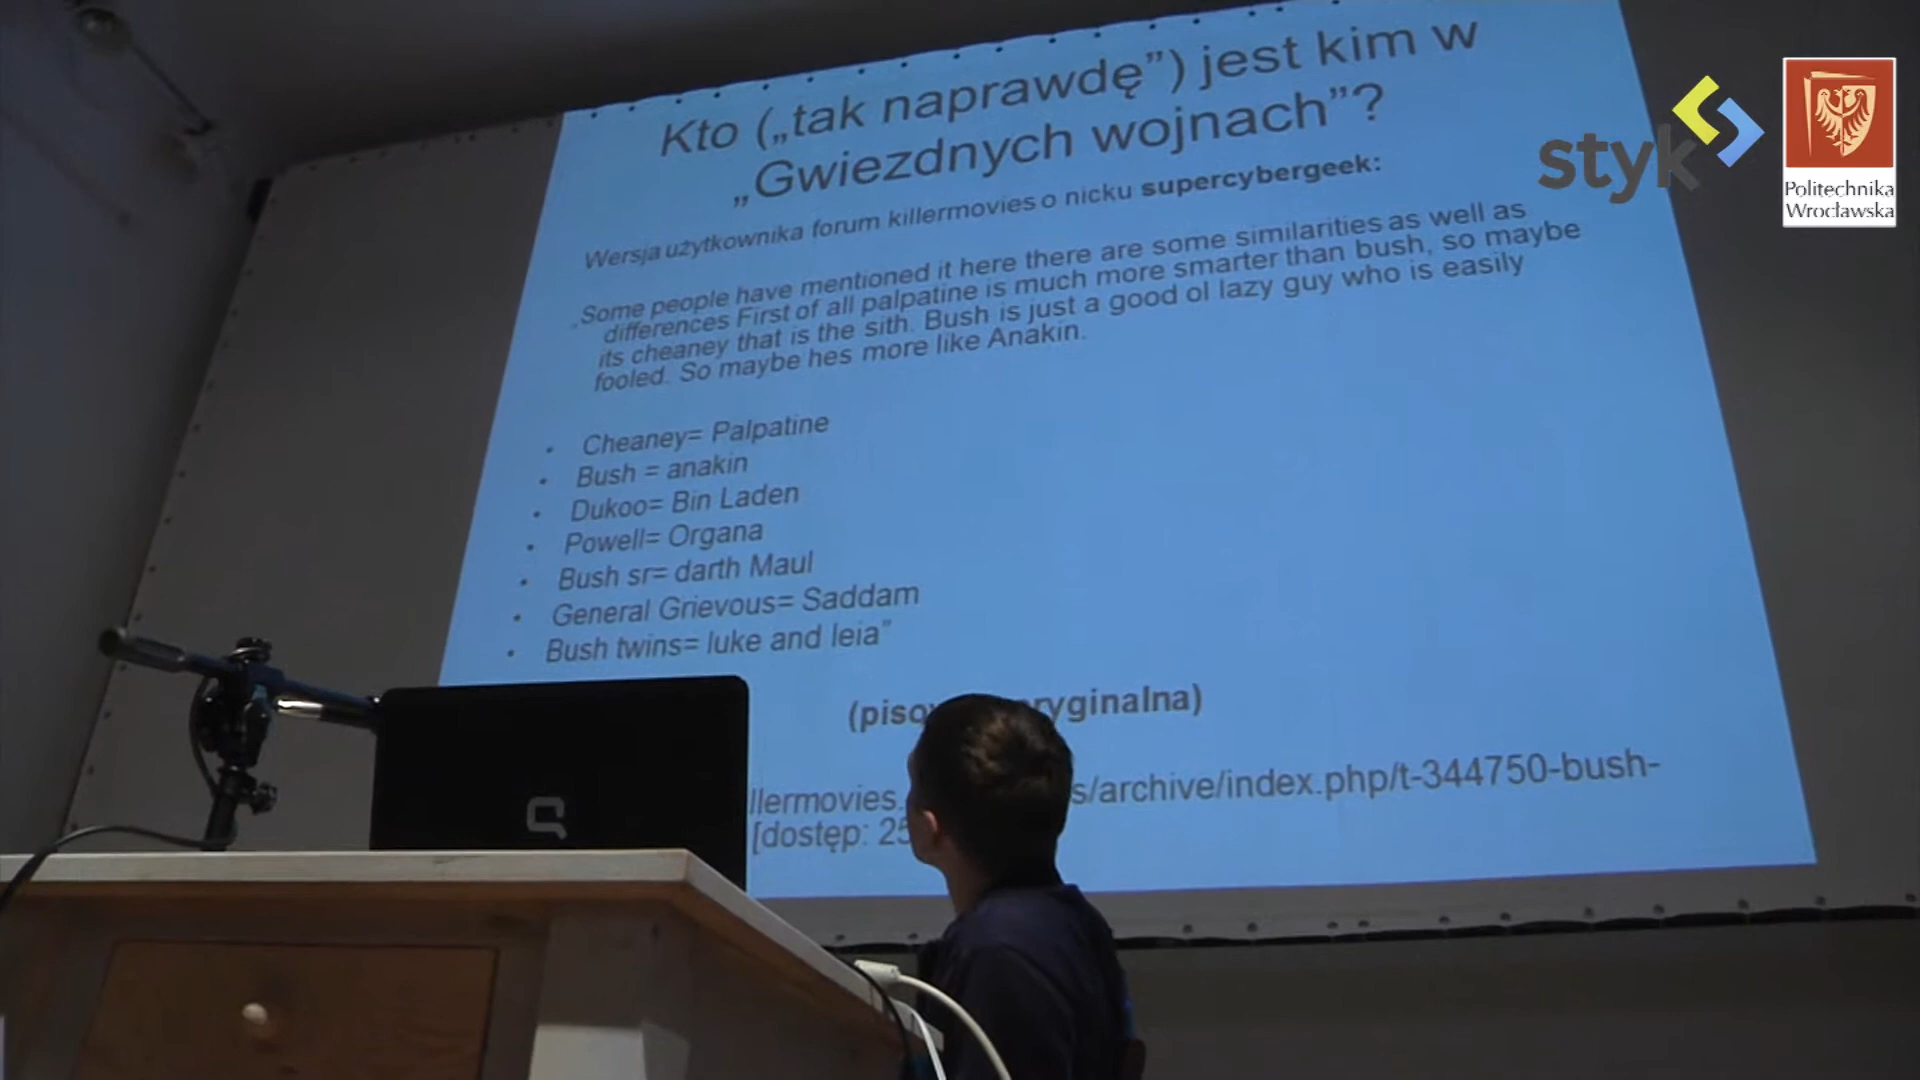 Kto („tak naprawdę”) jest kim w
„Gwiezdnych wojnach”?
Wersja użytkownika forum killermovies o nicku supercybergeek:
„Some people have mentioned it here there are some similarities as well as
differences First of all palpatine is much more smarter than bush, so maybe
its cheaney that is the sith. Bush is just a good ol lazy guy who is easily
fooled. So maybe hes more like Anakin.
• Cheaney= Palpatine
• Bush = anakin
• Dukoo= Bin Laden
• Powell= Organa
• Bush sr= darth Maul
• General Grievous= Saddam
• Bush twins= luke and leia”
(piso ryginalna)
llermovies. s/archive/index.php/t-344750-bush-
[dostęp: 25
styk
Politechnika
Wrocławska